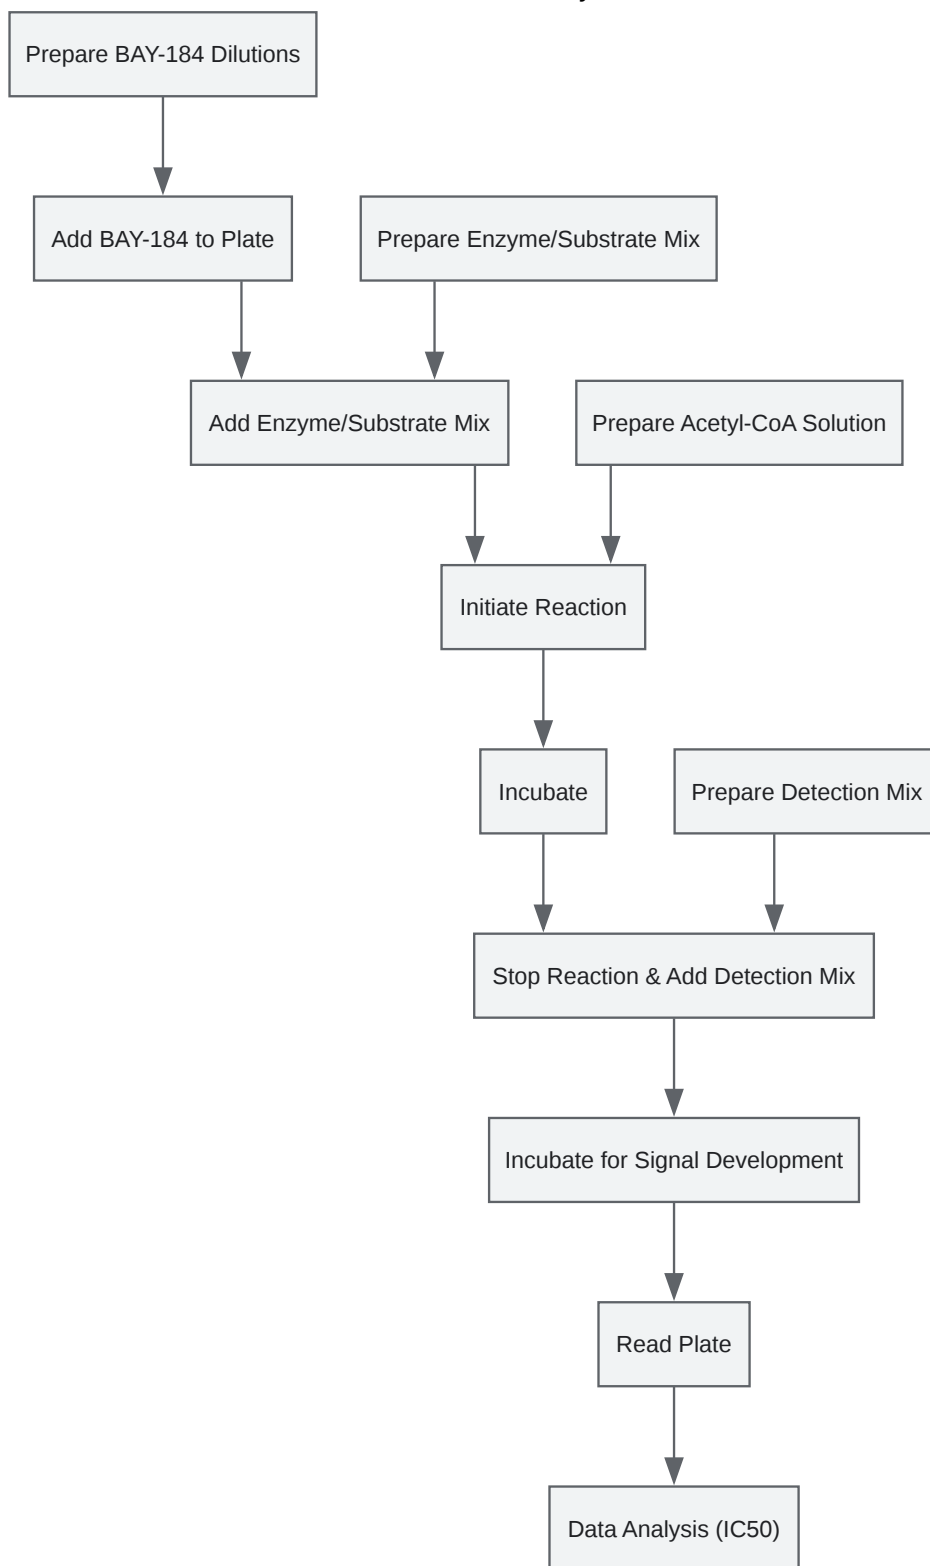 Prepare BAY-184 Dilutions
Add BAY-184 to Plate
Prepare Enzyme/Substrate Mix
Add Enzyme/Substrate Mix
Prepare Acetyl-CoA Solution
Initiate Reaction
Incubate
Prepare Detection Mix
Stop Reaction & Add Detection Mix
Incubate for Signal Development
Read Plate
Data Analysis (IC50)